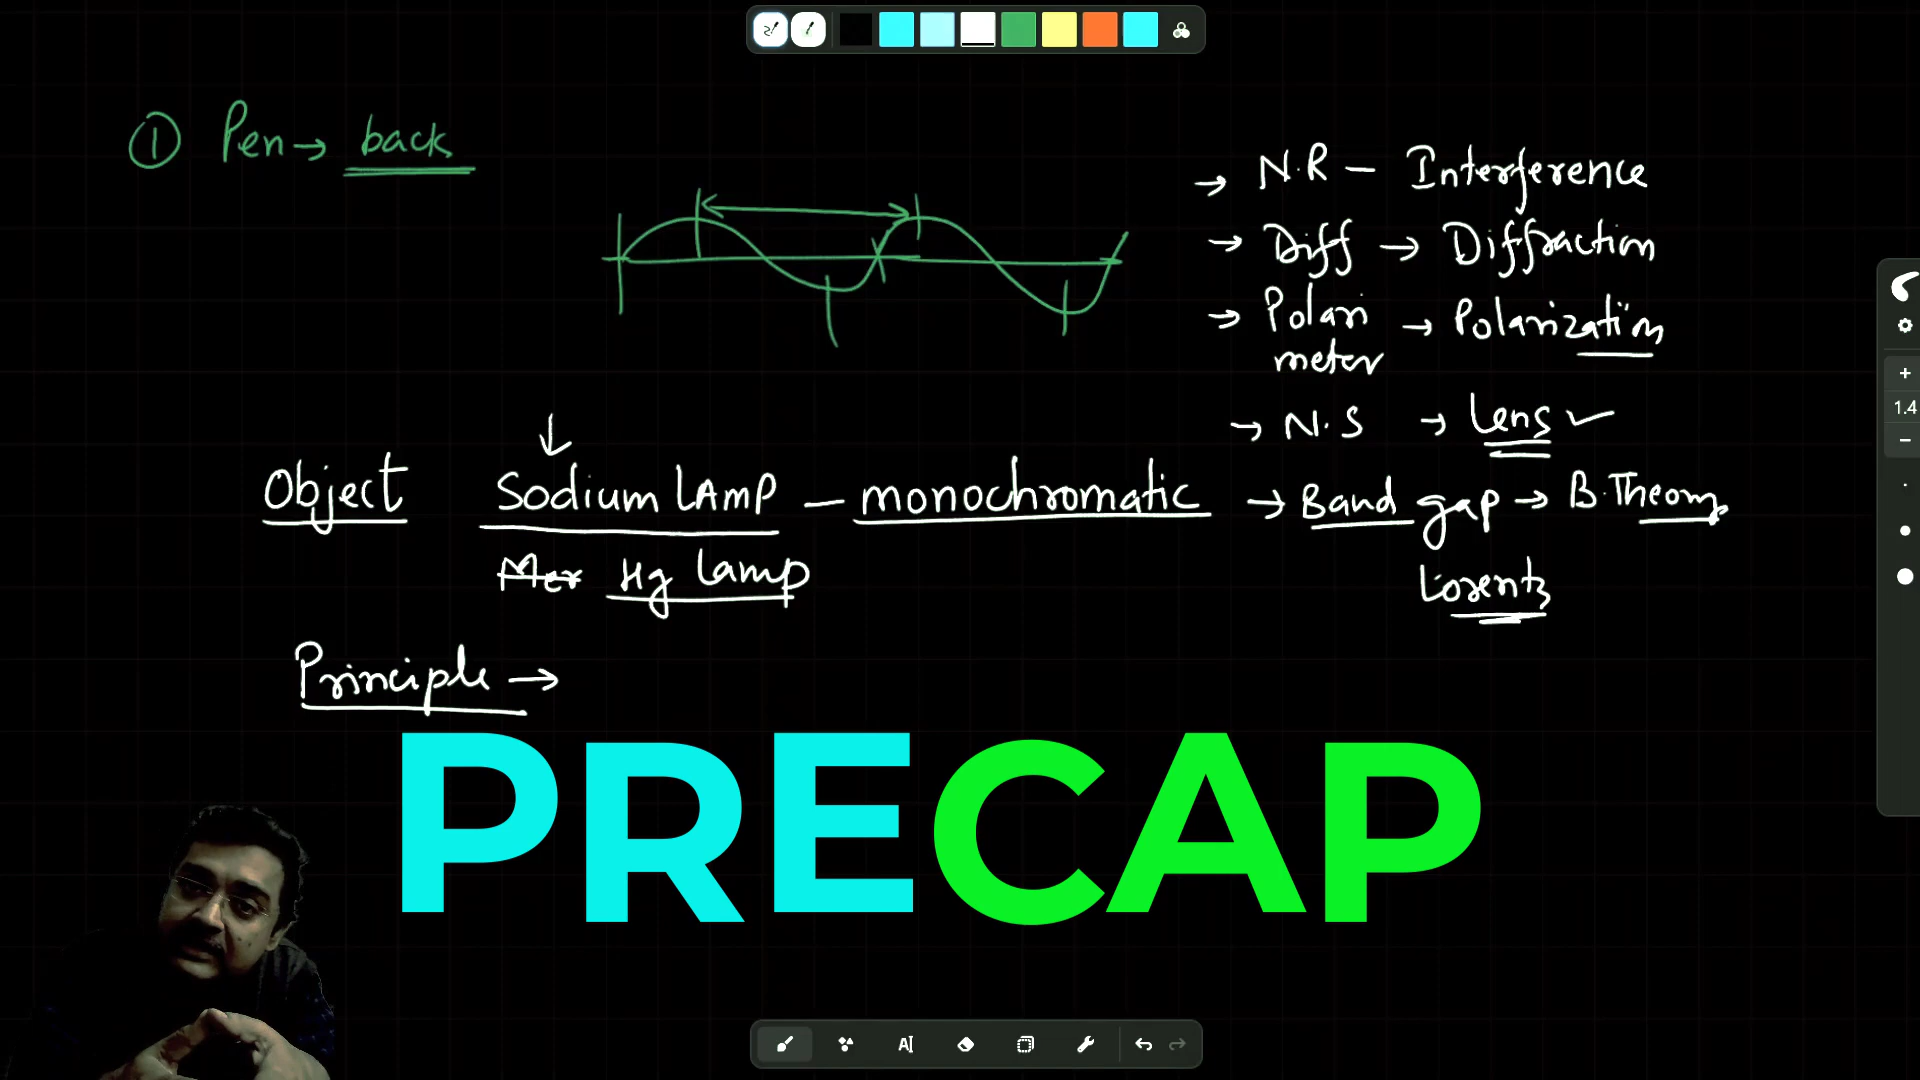 ① Pen → back
→ N.R – Interference
→ Diff → Diffraction
→ Polari meter → Polarization
→ N.S → Lens ✓
Object Sodium LAMP – monochromatic → Band gap → B. Theory
Mer Hg Lamp
Lorentz
Principle →
PRECAP
1.4
AI